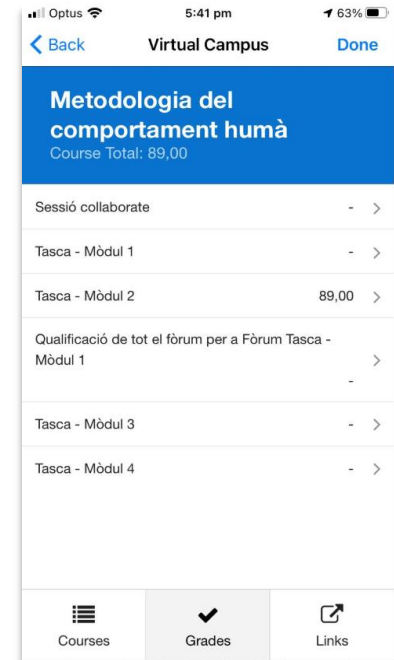 Optus 5:41 pm 63%
Back Virtual Campus Done
Metodologia del
comportament humà
Course Total: 89,00
Sessió collaborate -
Tasca - Mòdul 1 -
Tasca - Mòdul 2 89,00
Qualificació de tot el fòrum per a Fòrum Tasca -
Mòdul 1
-
Tasca - Mòdul 3 -
Tasca - Mòdul 4 -
Courses Grades Links